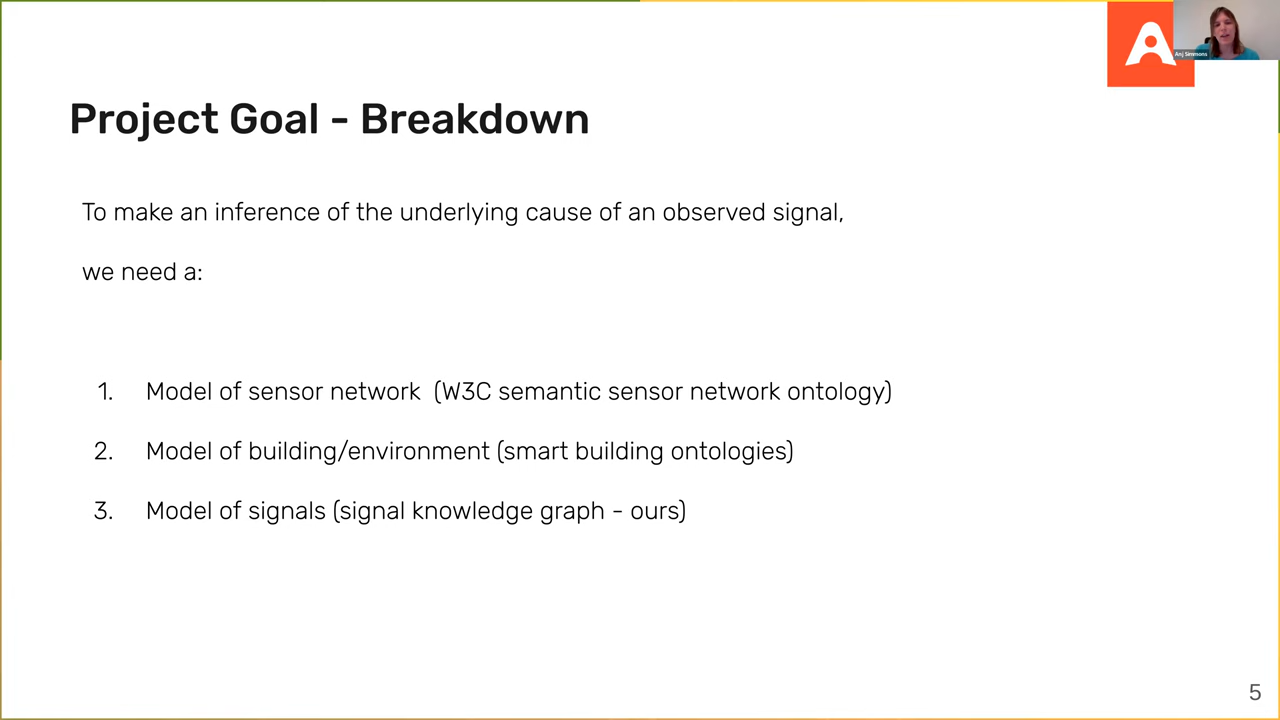 Anj Simmons
Project Goal - Breakdown
To make an inference of the underlying cause of an observed signal,
we need a:
1. Model of sensor network (W3C semantic sensor network ontology)
2. Model of building/environment (smart building ontologies)
3. Model of signals (signal knowledge graph - ours)
5